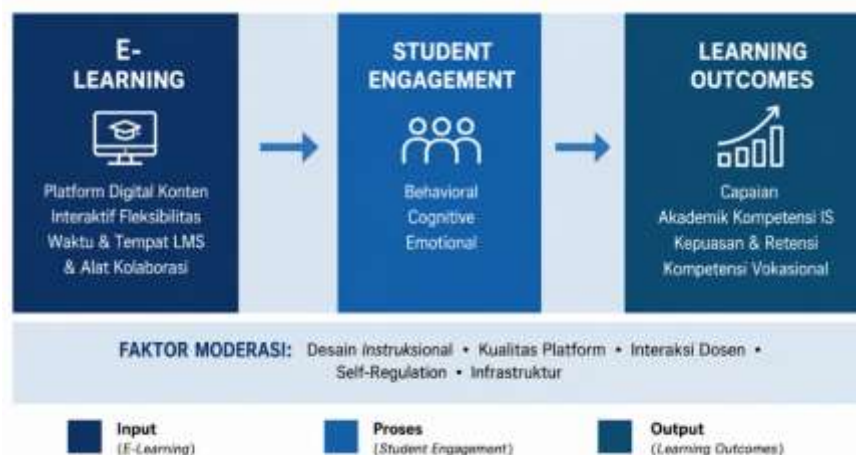 E-
LEARNING
Platform Digital Konten
Interaktif Fleksibilitas
Waktu & Tempat LMS
& Alat Kolaborasi
STUDENT
ENGAGEMENT
Behavioral
Cognitive
Emotional
LEARNING
OUTCOMES
Capaian
Akademik Kompetensi IS
Kepuasan & Retensi
Kompetensi Vokasional
FAKTOR MODERASI: Desain Instruksional • Kualitas Platform • Interaksi Dosen •
Self-Regulation • Infrastruktur
Input
(E-Learning)
Proses
(Student Engagement)
Output
(Learning Outcomes)